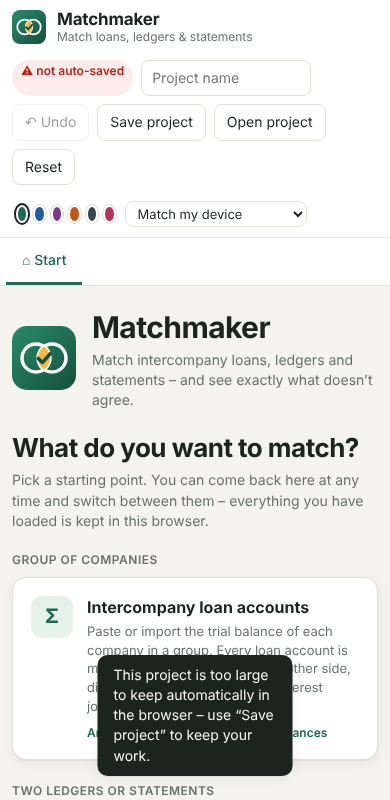 Matchmaker
Match loans, ledgers & statements
⚠ not auto-saved
Project name
↶ Undo
Save project
Open project
Reset
Match my device
⌂ Start
Matchmaker
Match intercompany loans, ledgers and
statements – and see exactly what doesn't
agree.
What do you want to match?
Pick a starting point. You can come back here at any
time and switch between them – everything you have
loaded is kept in this browser.
GROUP OF COMPANIES
Σ
Intercompany loan accounts
Paste or import the trial balance of each
company in a group. Every loan account is
This project is too large
to keep automatically in
the browser – use “Save
project” to keep your
work.
TWO LEDGERS OR STATEMENTS